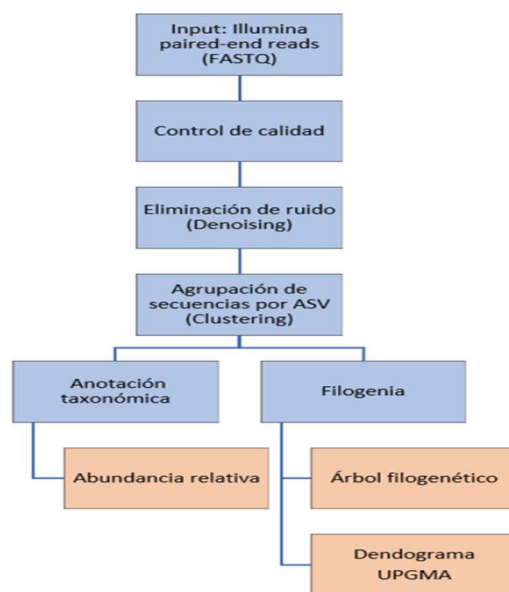 Input: Illumina
paired-end reads
(FASTQ)
Control de calidad
Eliminación de ruido
(Denoising)
Agrupación de
secuencias por ASV
(Clustering)
Anotación
taxonómica
Filogenia
Abundancia relativa
Árbol filogenético
Dendograma
UPGMA